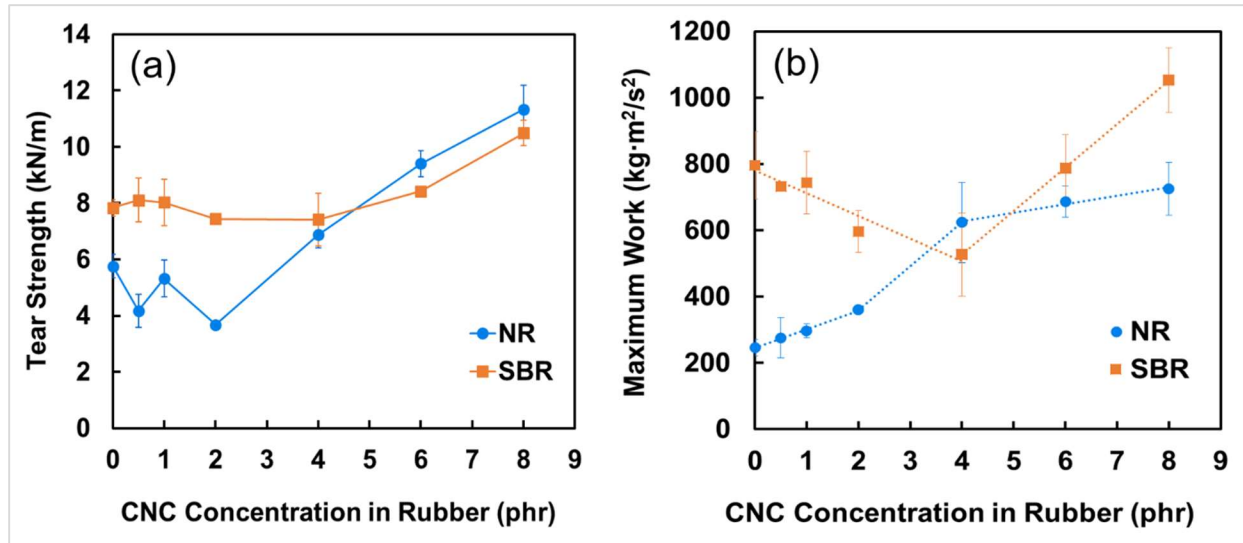 (a)
14
12
10
8
6
4
2
0
Tear Strength (kN/m)
NR
SBR
0 1 2 3 4 5 6 7 8 9
CNC Concentration in Rubber (phr)
(b)
1200
1000
800
600
400
200
0
Maximum Work (kg·m²/s²)
NR
SBR
0 1 2 3 4 5 6 7 8 9
CNC Concentration in Rubber (phr)